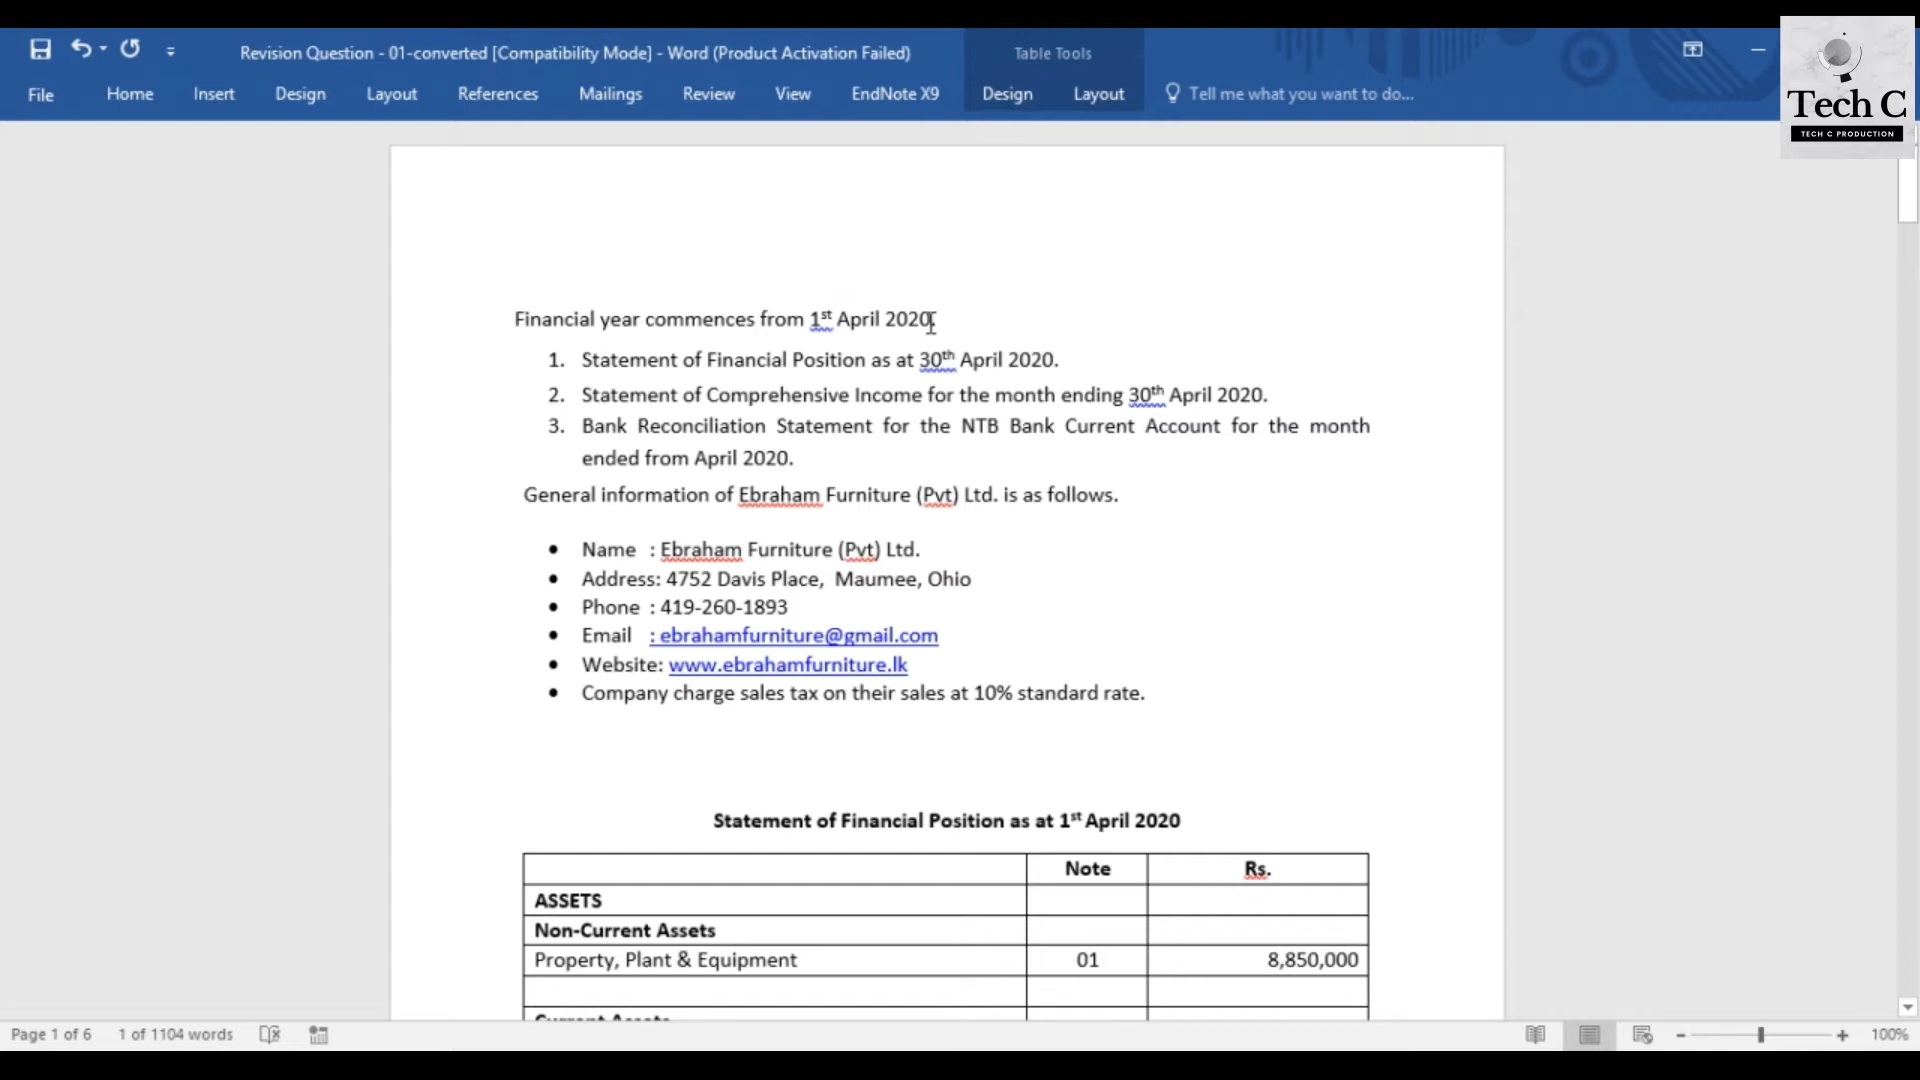 Revision Question - 01-converted [Compatibility Mode] - Word (Product Activation Failed)
Table Tools
File Home Insert Design Layout References Mailings Review View EndNote X9 Design Layout Tell me what you want to do...
Tech C
TECH C PRODUCTION
Financial year commences from 1st April 2020.
1. Statement of Financial Position as at 30th April 2020.
2. Statement of Comprehensive Income for the month ending 30th April 2020.
3. Bank Reconciliation Statement for the NTB Bank Current Account for the month
ended from April 2020.
General information of Ebraham Furniture (Pvt) Ltd. is as follows.
• Name : Ebraham Furniture (Pvt) Ltd.
• Address: 4752 Davis Place, Maumee, Ohio
• Phone : 419-260-1893
• Email : ebrahamfurniture@gmail.com
• Website: www.ebrahamfurniture.lk
• Company charge sales tax on their sales at 10% standard rate.
Statement of Financial Position as at 1st April 2020
Note Rs.
ASSETS
Non-Current Assets
Property, Plant & Equipment 01 8,850,000
Current Assets
Page 1 of 6 1 of 1104 words 100%